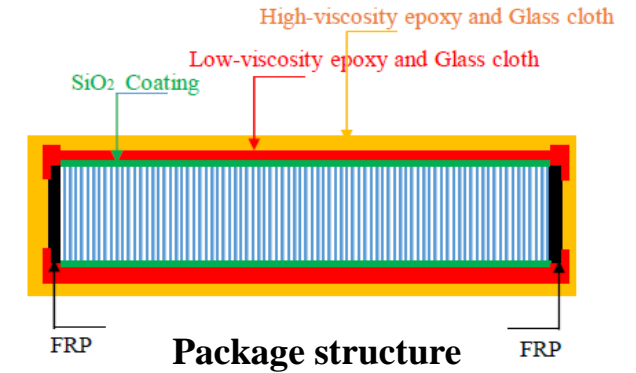 High-viscosity epoxy and Glass cloth
Low-viscosity epoxy and Glass cloth
SiO2 Coating
FRP
Package structure
FRP